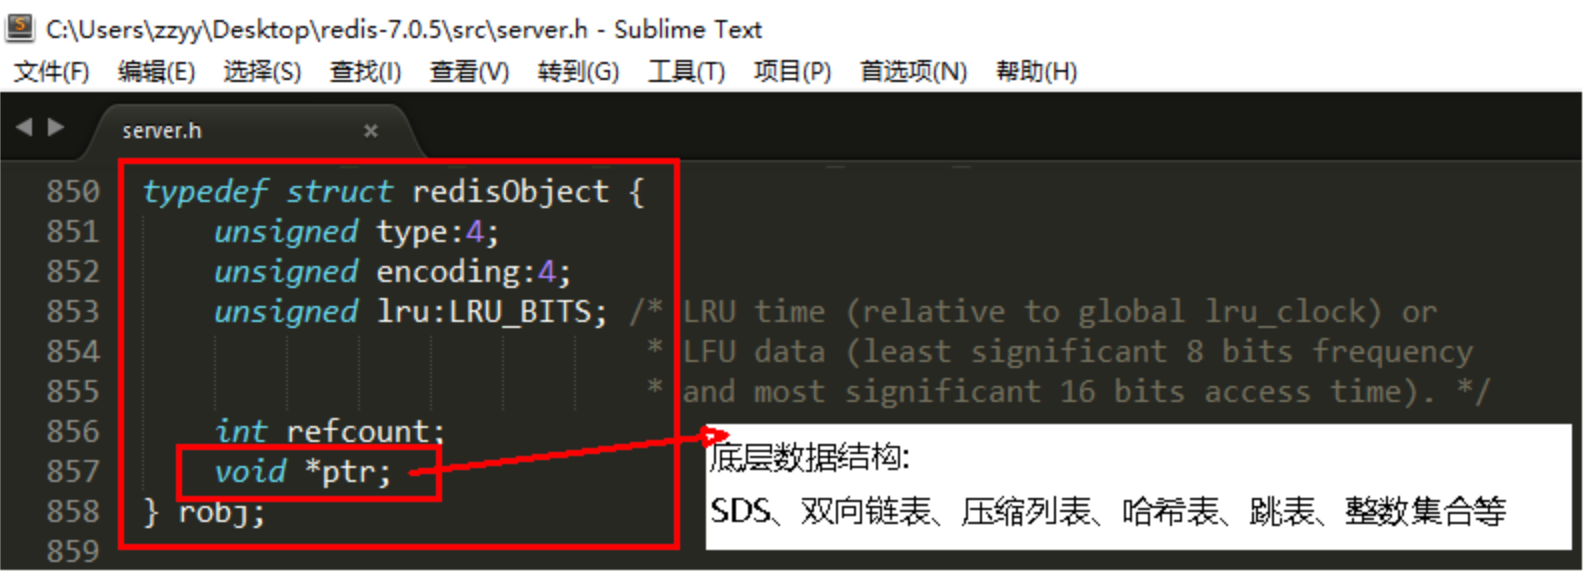 C:\Users\zzyy\Desktop\redis-7.0.5\src\server.h - Sublime Text
文件(F) 编辑(E) 选择(S) 查找(I) 查看(V) 转到(G) 工具(T) 项目(P) 首选项(N) 帮助(H)
server.h ×
850 typedef struct redisObject {
851 unsigned type:4;
852 unsigned encoding:4;
853 unsigned lru:LRU_BITS; /* LRU time (relative to global lru_clock) or
854 * LFU data (least significant 8 bits frequency
855 * and most significant 16 bits access time). */
856 int refcount;
857 void *ptr;
858 } robj;
859
底层数据结构:
SDS、双向链表、压缩列表、哈希表、跳表、整数集合等